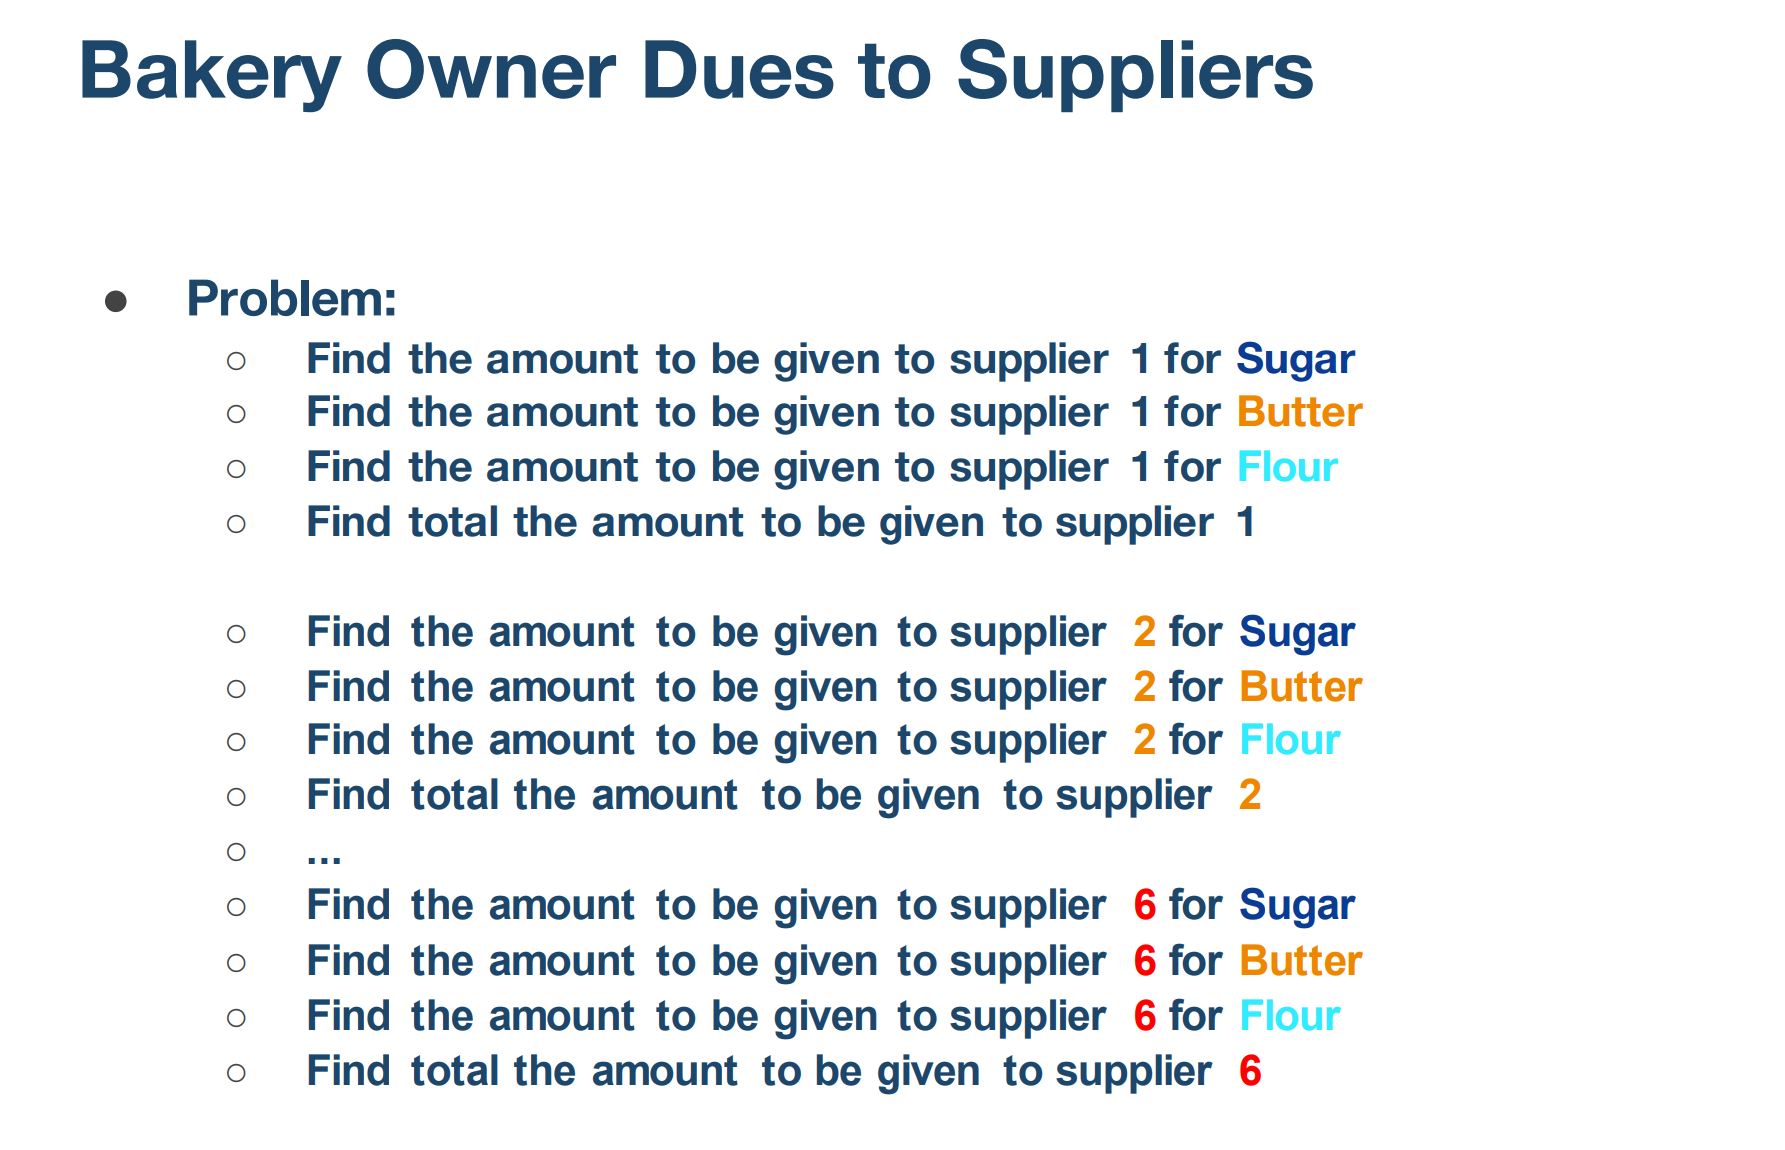 Bakery Owner Dues to Suppliers
● Problem:
○ Find the amount to be given to supplier 1 for Sugar
○ Find the amount to be given to supplier 1 for Butter
○ Find the amount to be given to supplier 1 for Flour
○ Find total the amount to be given to supplier 1
○ Find the amount to be given to supplier 2 for Sugar
○ Find the amount to be given to supplier 2 for Butter
○ Find the amount to be given to supplier 2 for Flour
○ Find total the amount to be given to supplier 2
○ ...
○ Find the amount to be given to supplier 6 for Sugar
○ Find the amount to be given to supplier 6 for Butter
○ Find the amount to be given to supplier 6 for Flour
○ Find total the amount to be given to supplier 6